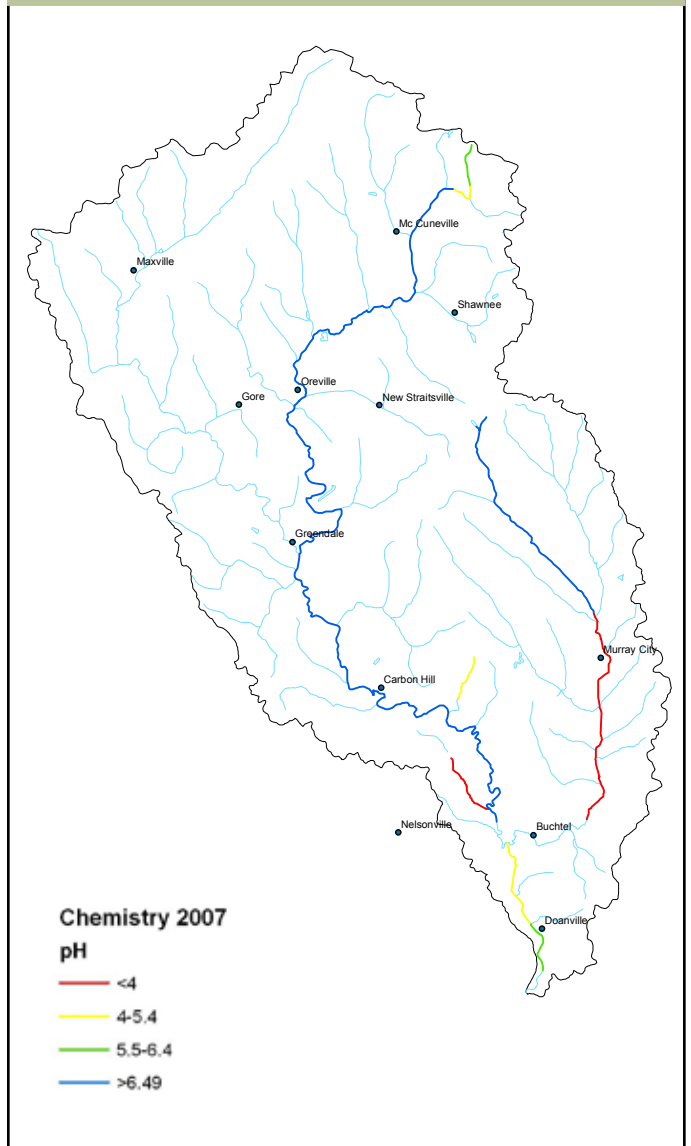 Mc Cuneville
Maxville
Shawnee
Oreville
Gore
New Straitsville
Greendale
Murray City
Carbon Hill
Nelsonville
Buchtel
Doanville
Chemistry 2007
pH
<4
4-5.4
5.5-6.4
>6.49